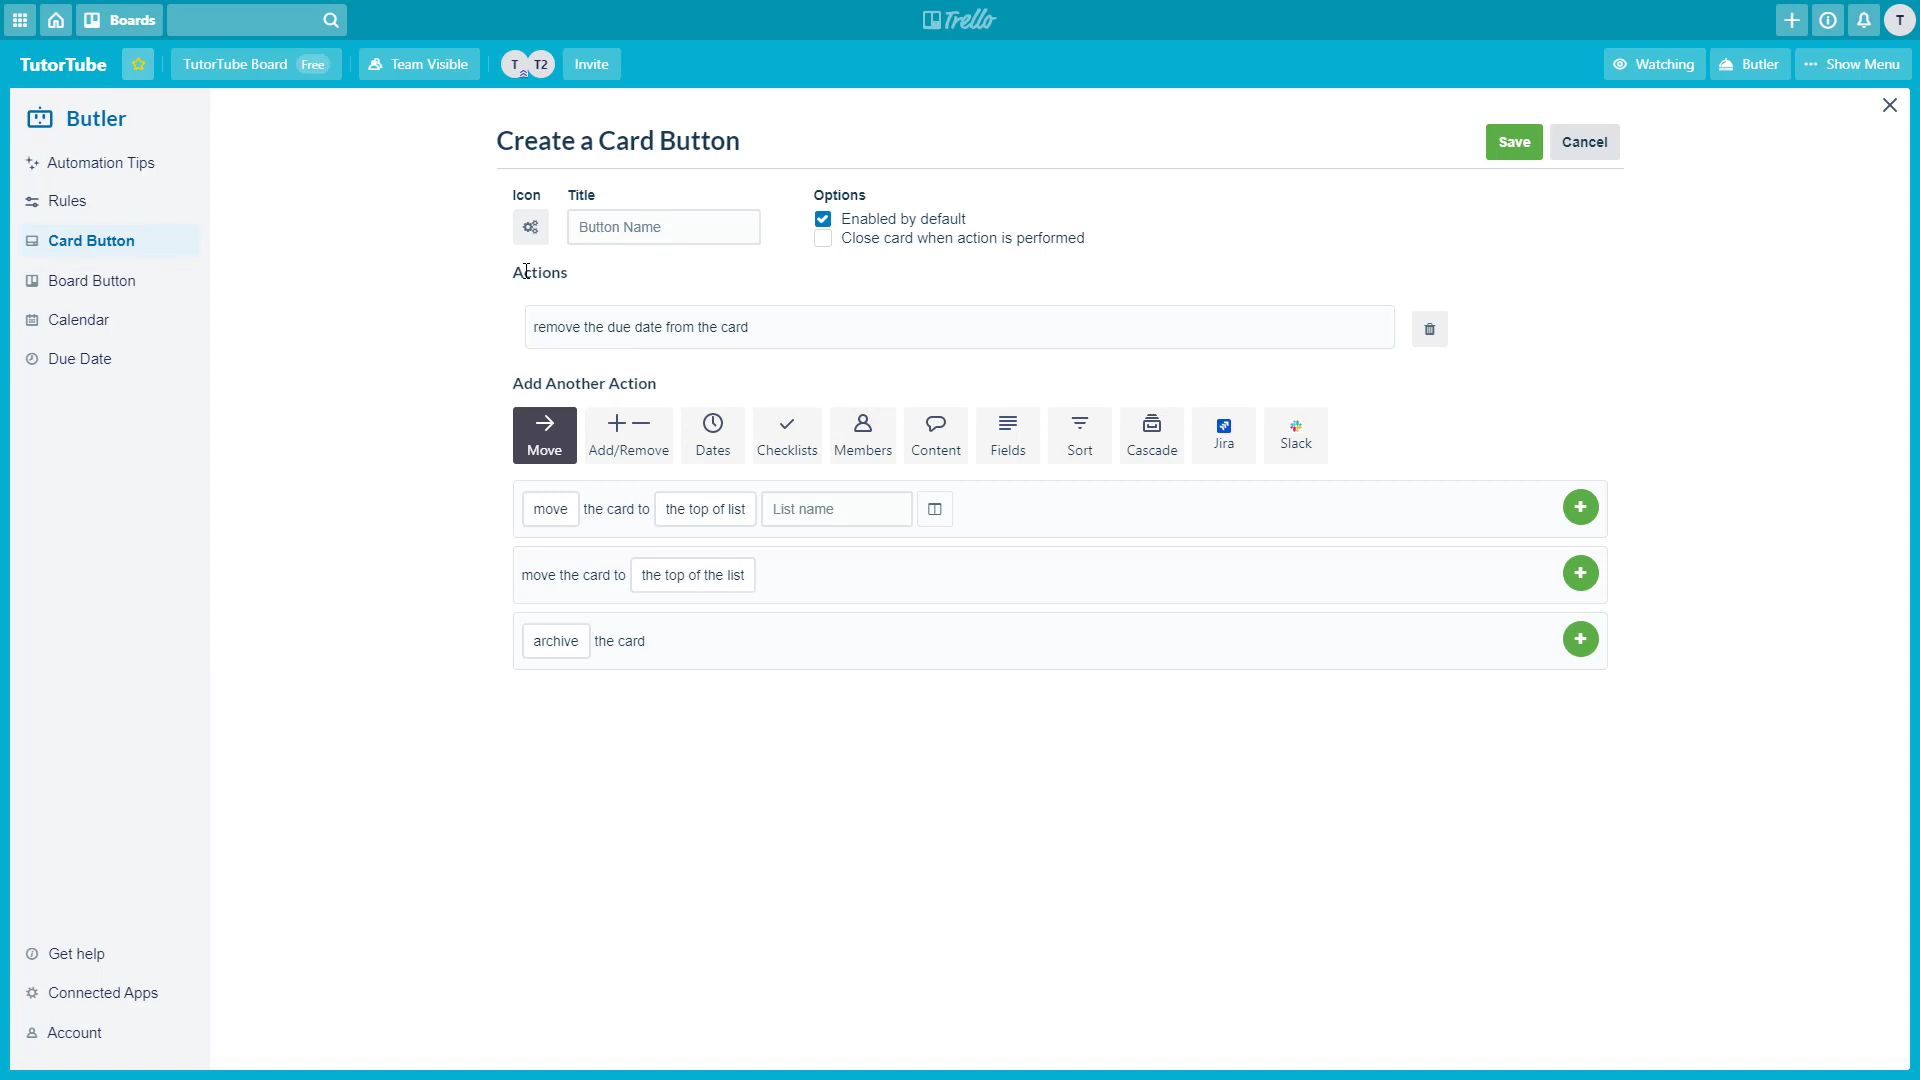 Boards
Trello
T
TutorTube
TutorTube Board Free
Team Visible
T T2
Invite
Watching
Butler
Show Menu
Butler
Automation Tips
Rules
Card Button
Board Button
Calendar
Due Date
Get help
Connected Apps
Account
Create a Card Button
Save
Cancel
Icon
Title
Button Name
Options
Enabled by default
Close card when action is performed
Actions
remove the due date from the card
Add Another Action
Move
Add/Remove
Dates
Checklists
Members
Content
Fields
Sort
Cascade
Jira
Slack
move the card to the top of list List name
move the card to the top of the list
archive the card